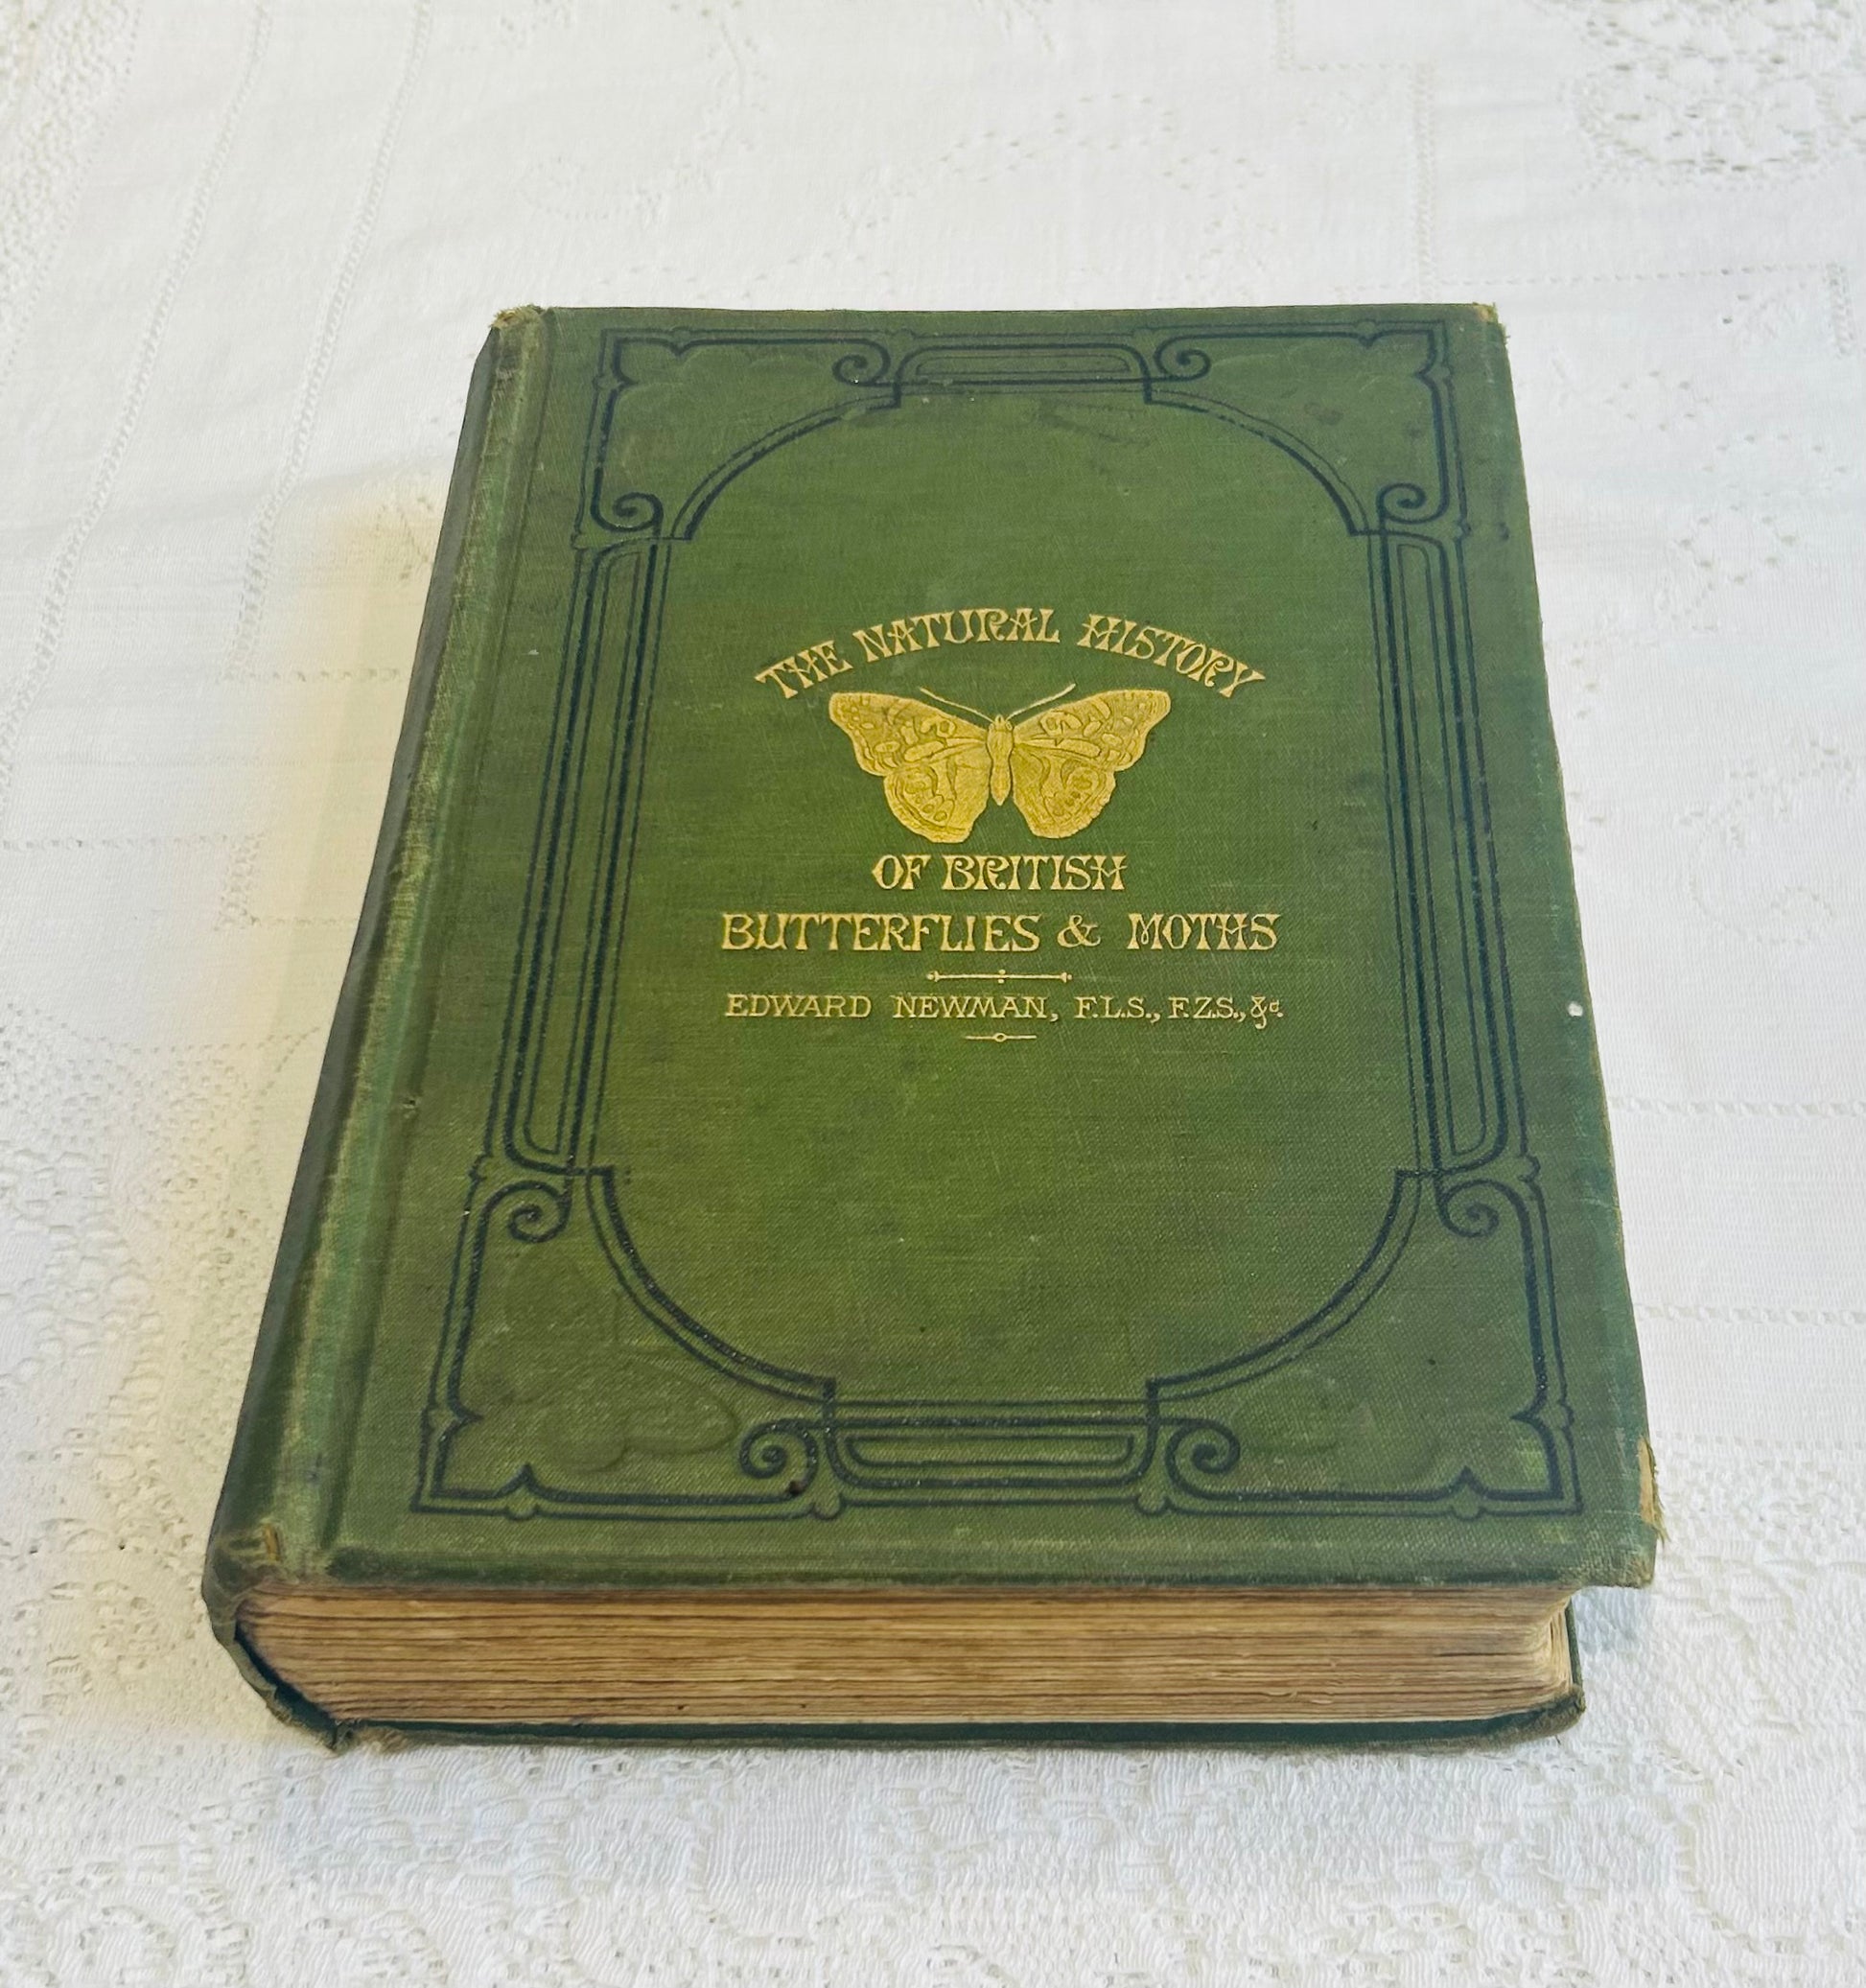 THE NATURAL HISTORY
OF BRITISH
BUTTERFLIES & MOTHS
EDWARD NEWMAN, F.L.S., F.Z.S., &c.